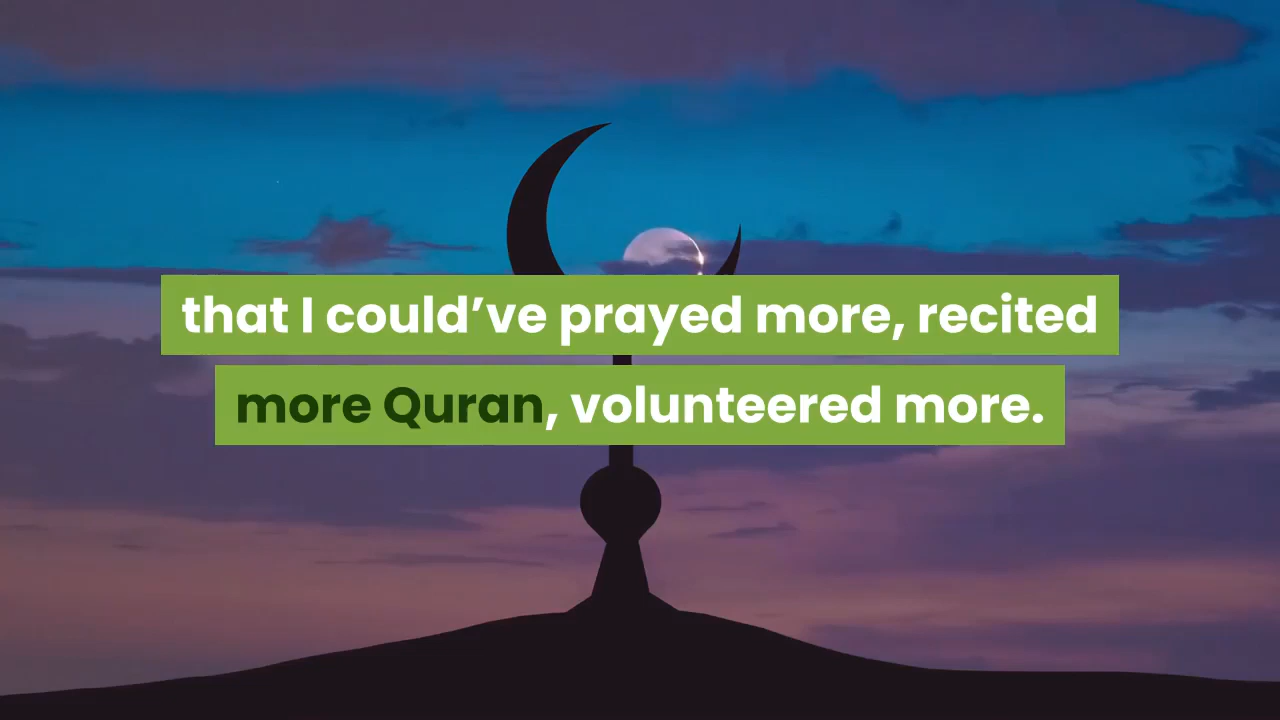 that I could’ve prayed more, recited
more Quran, volunteered more.